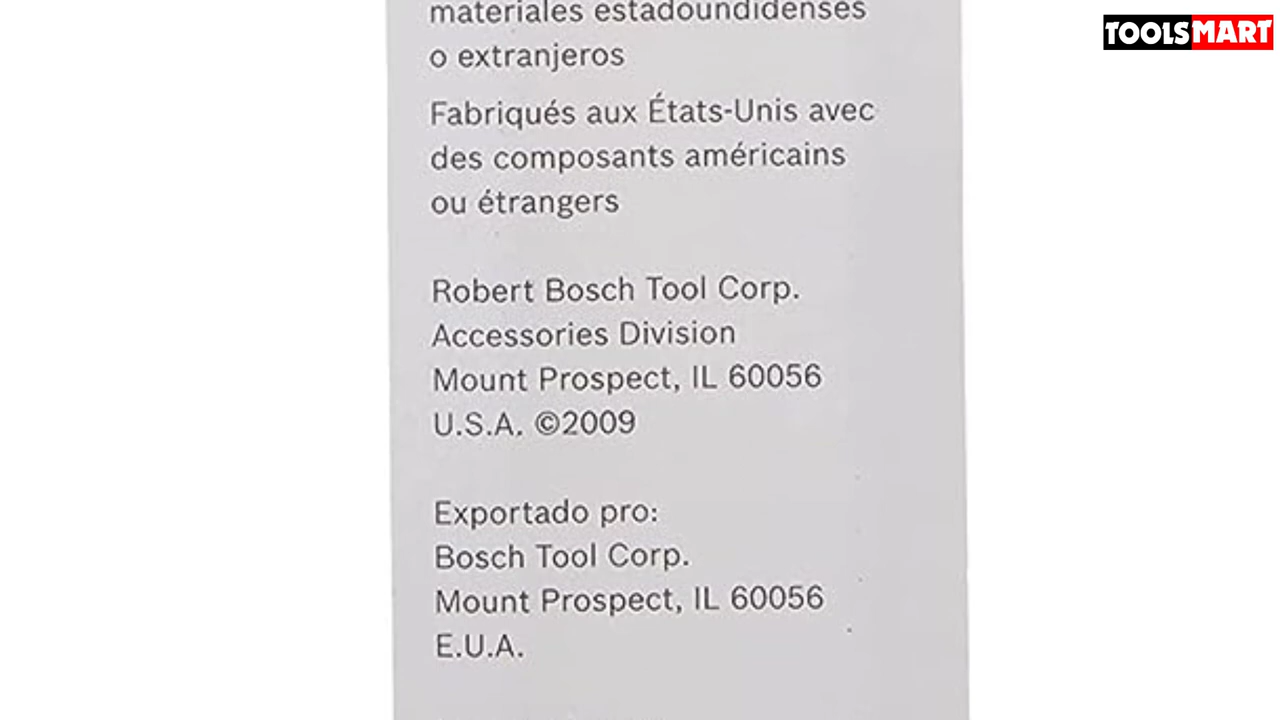 materiales estadoundidenses
o extranjeros
Fabriqués aux États-Unis avec
des composants américains
ou étrangers
Robert Bosch Tool Corp.
Accessories Division
Mount Prospect, IL 60056
U.S.A. ©2009
Exportado pro:
Bosch Tool Corp.
Mount Prospect, IL 60056
E.U.A.
TOOLSMART